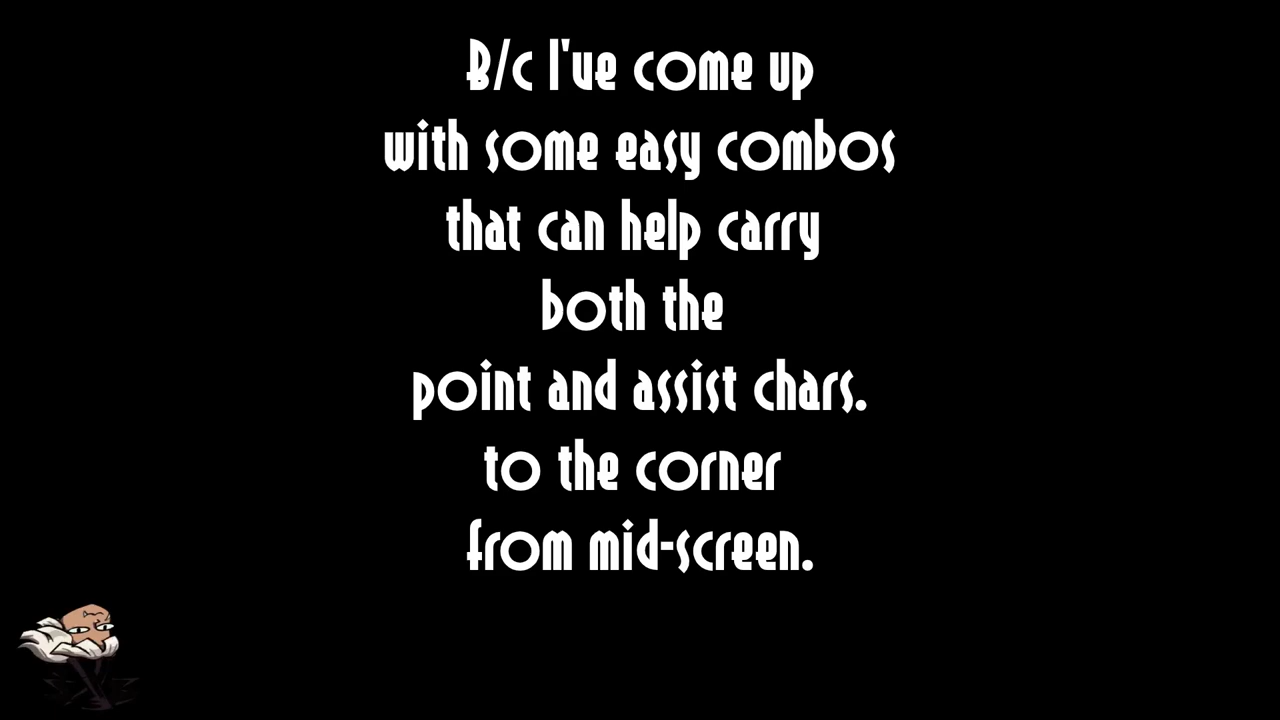 B/c I've come up
with some easy combos
that can help carry
both the
point and assist chars.
to the corner
from mid-screen.